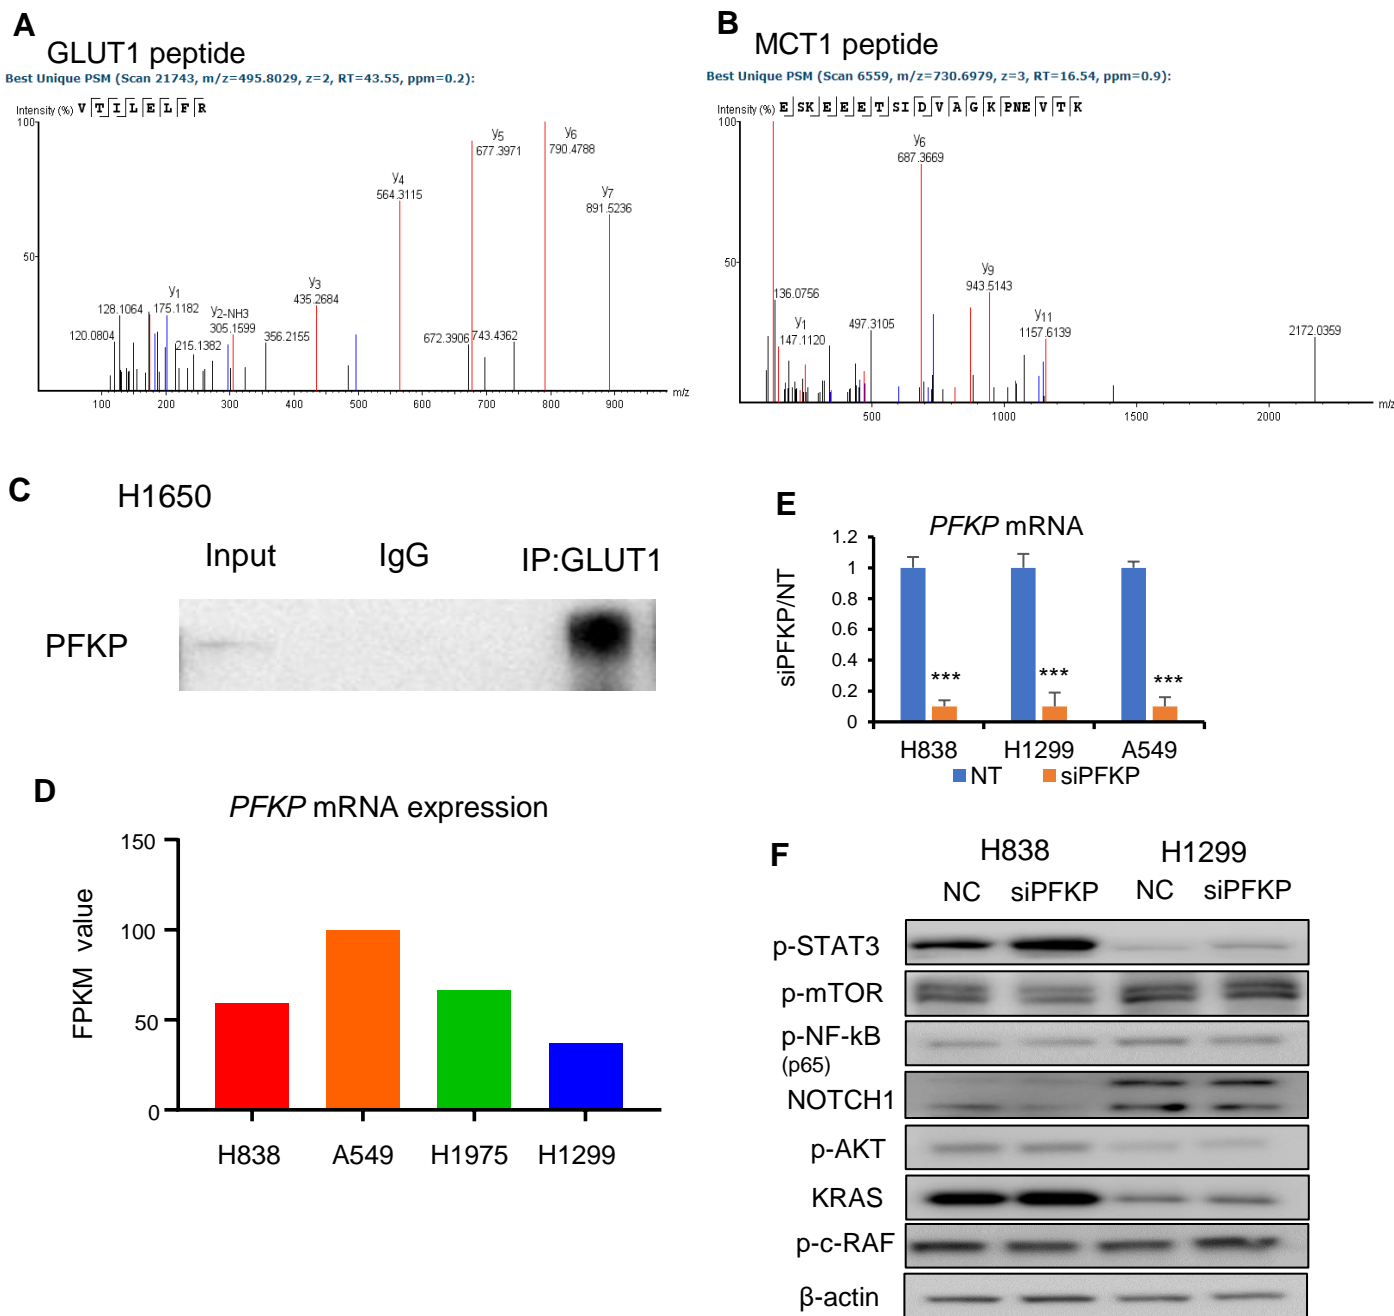 A
GLUT1 peptide
Best Unique PSM (Scan 21743, m/z=495.8029, z=2, RT=43.55, ppm=0.2):
Intensity (%) V T I L E L F R
100
50
y1
175.1182
y2-NH3
305.1599
y3
435.2684
y4
564.3115
y5
677.3971
y6
790.4788
y7
891.5236
120.0804
128.1064
215.1382
356.2155
672.3906
743.4362
100 200 300 400 500 600 700 800 900
m/z
B
MCT1 peptide
Best Unique PSM (Scan 6559, m/z=730.6979, z=3, RT=16.54, ppm=0.9):
Intensity (%) E S K E E E T S I D V A G K P N E V T K
100
50
136.0756
y1
147.1120
497.3105
y6
687.3669
y9
943.5143
y11
1157.6139
2172.0359
500 1000 1500 2000
m/z
C
H1650
Input IgG IP:GLUT1
PFKP
D
PFKP mRNA expression
FPKM value
150
100
50
0
H838 A549 H1975 H1299
E
PFKP mRNA
siPFKP/NT
1.2
1
0.8
0.6
0.4
0.2
0
*** *** ***
H838 H1299 A549
NT siPFKP
F
H838 H1299
NC siPFKP NC siPFKP
p-STAT3
p-mTOR
p-NF-kB
(p65)
NOTCH1
p-AKT
KRAS
p-c-RAF
β-actin